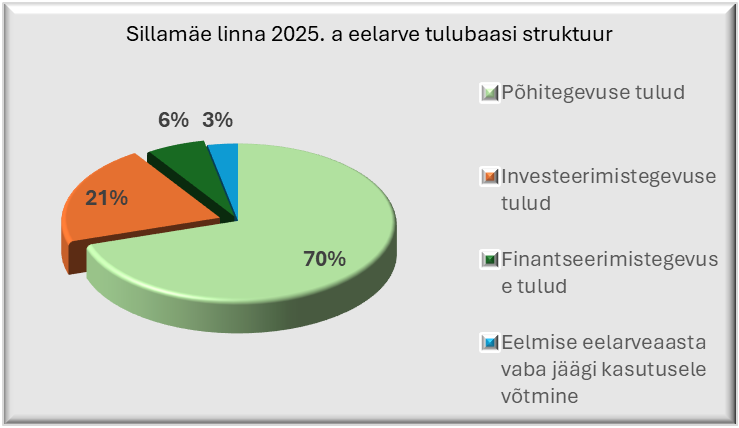 Sillamäe linna 2025. a eelarve tulubaasi struktuur
6% 3%
21%
70%
Põhitegevuse tulud
Investeerimistegevuse
tulud
Finantseerimistegevus
e tulud
Eelmise eelarveaasta
vaba jäägi kasutusele
võtmine